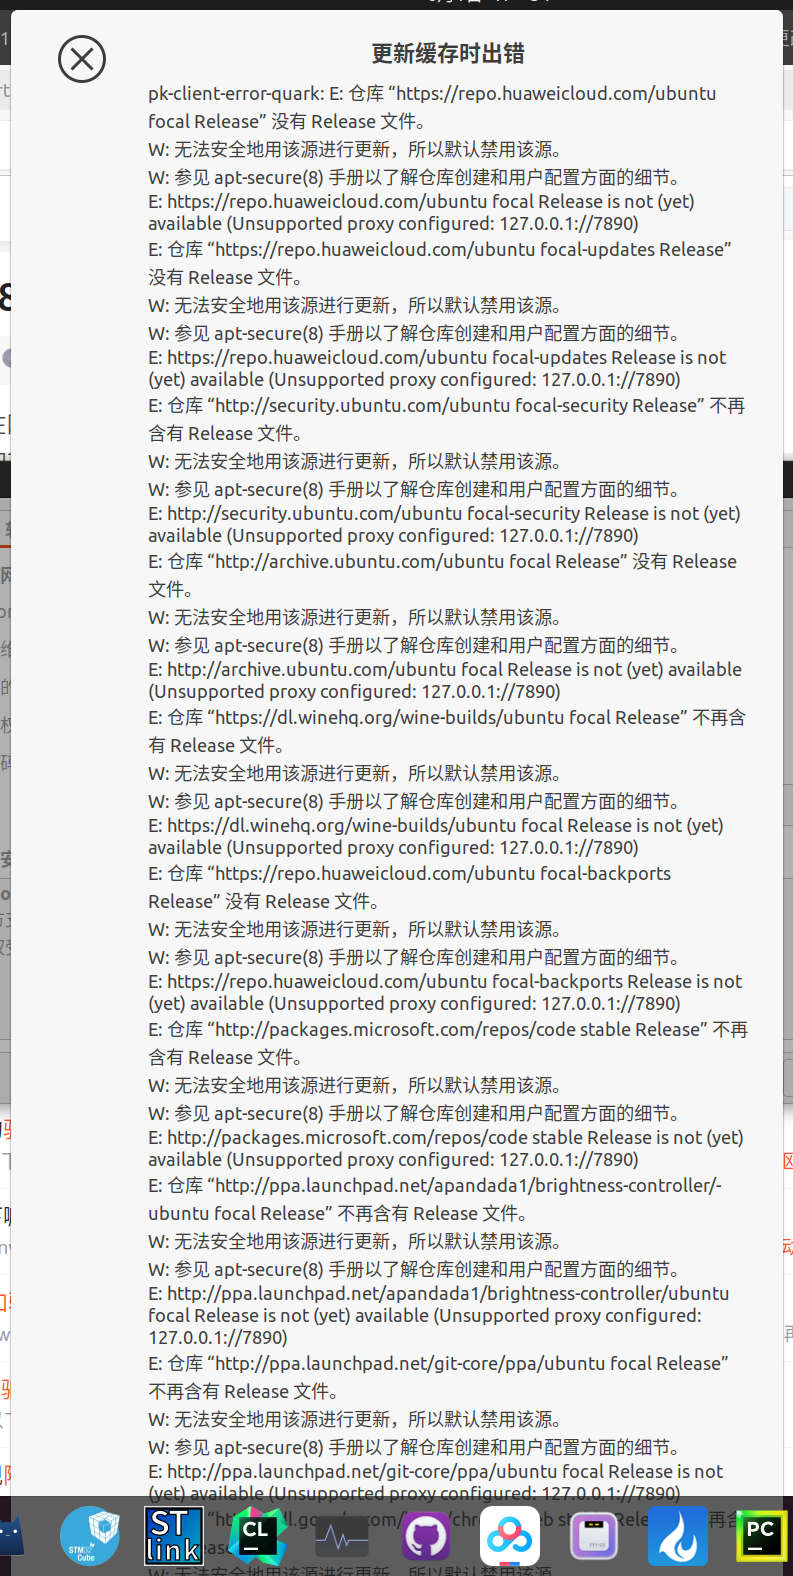 更新缓存时出错
pk-client-error-quark: E: 仓库 “https://repo.huaweicloud.com/ubuntu
focal Release” 没有 Release 文件。
W: 无法安全地用该源进行更新，所以默认禁用该源。
W: 参见 apt-secure(8) 手册以了解仓库创建和用户配置方面的细节。
E: https://repo.huaweicloud.com/ubuntu focal Release is not (yet)
available (Unsupported proxy configured: 127.0.0.1://7890)
E: 仓库 “https://repo.huaweicloud.com/ubuntu focal-updates Release”
没有 Release 文件。
W: 无法安全地用该源进行更新，所以默认禁用该源。
W: 参见 apt-secure(8) 手册以了解仓库创建和用户配置方面的细节。
E: https://repo.huaweicloud.com/ubuntu focal-updates Release is not
(yet) available (Unsupported proxy configured: 127.0.0.1://7890)
E: 仓库 “http://security.ubuntu.com/ubuntu focal-security Release” 不再
含有 Release 文件。
W: 无法安全地用该源进行更新，所以默认禁用该源。
W: 参见 apt-secure(8) 手册以了解仓库创建和用户配置方面的细节。
E: http://security.ubuntu.com/ubuntu focal-security Release is not (yet)
available (Unsupported proxy configured: 127.0.0.1://7890)
E: 仓库 “http://archive.ubuntu.com/ubuntu focal Release” 没有 Release
文件。
W: 无法安全地用该源进行更新，所以默认禁用该源。
W: 参见 apt-secure(8) 手册以了解仓库创建和用户配置方面的细节。
E: http://archive.ubuntu.com/ubuntu focal Release is not (yet) available
(Unsupported proxy configured: 127.0.0.1://7890)
E: 仓库 “https://dl.winehq.org/wine-builds/ubuntu focal Release” 不再含
有 Release 文件。
W: 无法安全地用该源进行更新，所以默认禁用该源。
W: 参见 apt-secure(8) 手册以了解仓库创建和用户配置方面的细节。
E: https://dl.winehq.org/wine-builds/ubuntu focal Release is not (yet)
available (Unsupported proxy configured: 127.0.0.1://7890)
E: 仓库 “https://repo.huaweicloud.com/ubuntu focal-backports
Release” 没有 Release 文件。
W: 无法安全地用该源进行更新，所以默认禁用该源。
W: 参见 apt-secure(8) 手册以了解仓库创建和用户配置方面的细节。
E: https://repo.huaweicloud.com/ubuntu focal-backports Release is not
(yet) available (Unsupported proxy configured: 127.0.0.1://7890)
E: 仓库 “http://packages.microsoft.com/repos/code stable Release” 不再
含有 Release 文件。
W: 无法安全地用该源进行更新，所以默认禁用该源。
W: 参见 apt-secure(8) 手册以了解仓库创建和用户配置方面的细节。
E: http://packages.microsoft.com/repos/code stable Release is not (yet)
available (Unsupported proxy configured: 127.0.0.1://7890)
E: 仓库 “http://ppa.launchpad.net/apandada1/brightness-controller/-
ubuntu focal Release” 不再含有 Release 文件。
W: 无法安全地用该源进行更新，所以默认禁用该源。
W: 参见 apt-secure(8) 手册以了解仓库创建和用户配置方面的细节。
E: http://ppa.launchpad.net/apandada1/brightness-controller/ubuntu
focal Release is not (yet) available (Unsupported proxy configured:
127.0.0.1://7890)
E: 仓库 “http://ppa.launchpad.net/git-core/ppa/ubuntu focal Release”
不再含有 Release 文件。
W: 无法安全地用该源进行更新，所以默认禁用该源。
W: 参见 apt-secure(8) 手册以了解仓库创建和用户配置方面的细节。
E: http://ppa.launchpad.net/git-core/ppa/ubuntu focal Release is not
(yet) available (Unsupported proxy configured: 127.0.0.1://7890)
STM32
Cube
ST
link
CL
PC